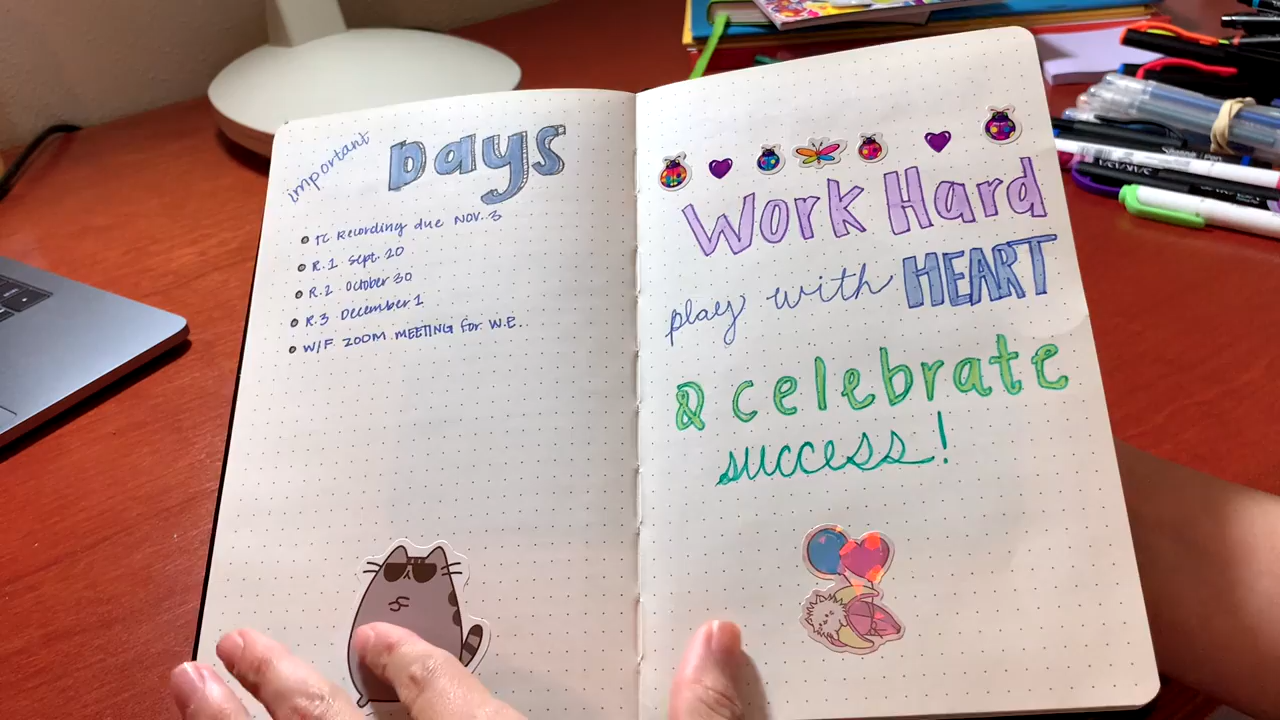 important
Days
TC Recording due NOV. 3
R.1 Sept. 20
R.2 October 30
R.3 December 1
W/F ZOOM MEETING for W.E.
Work Hard
play with HEART
& celebrate
success!